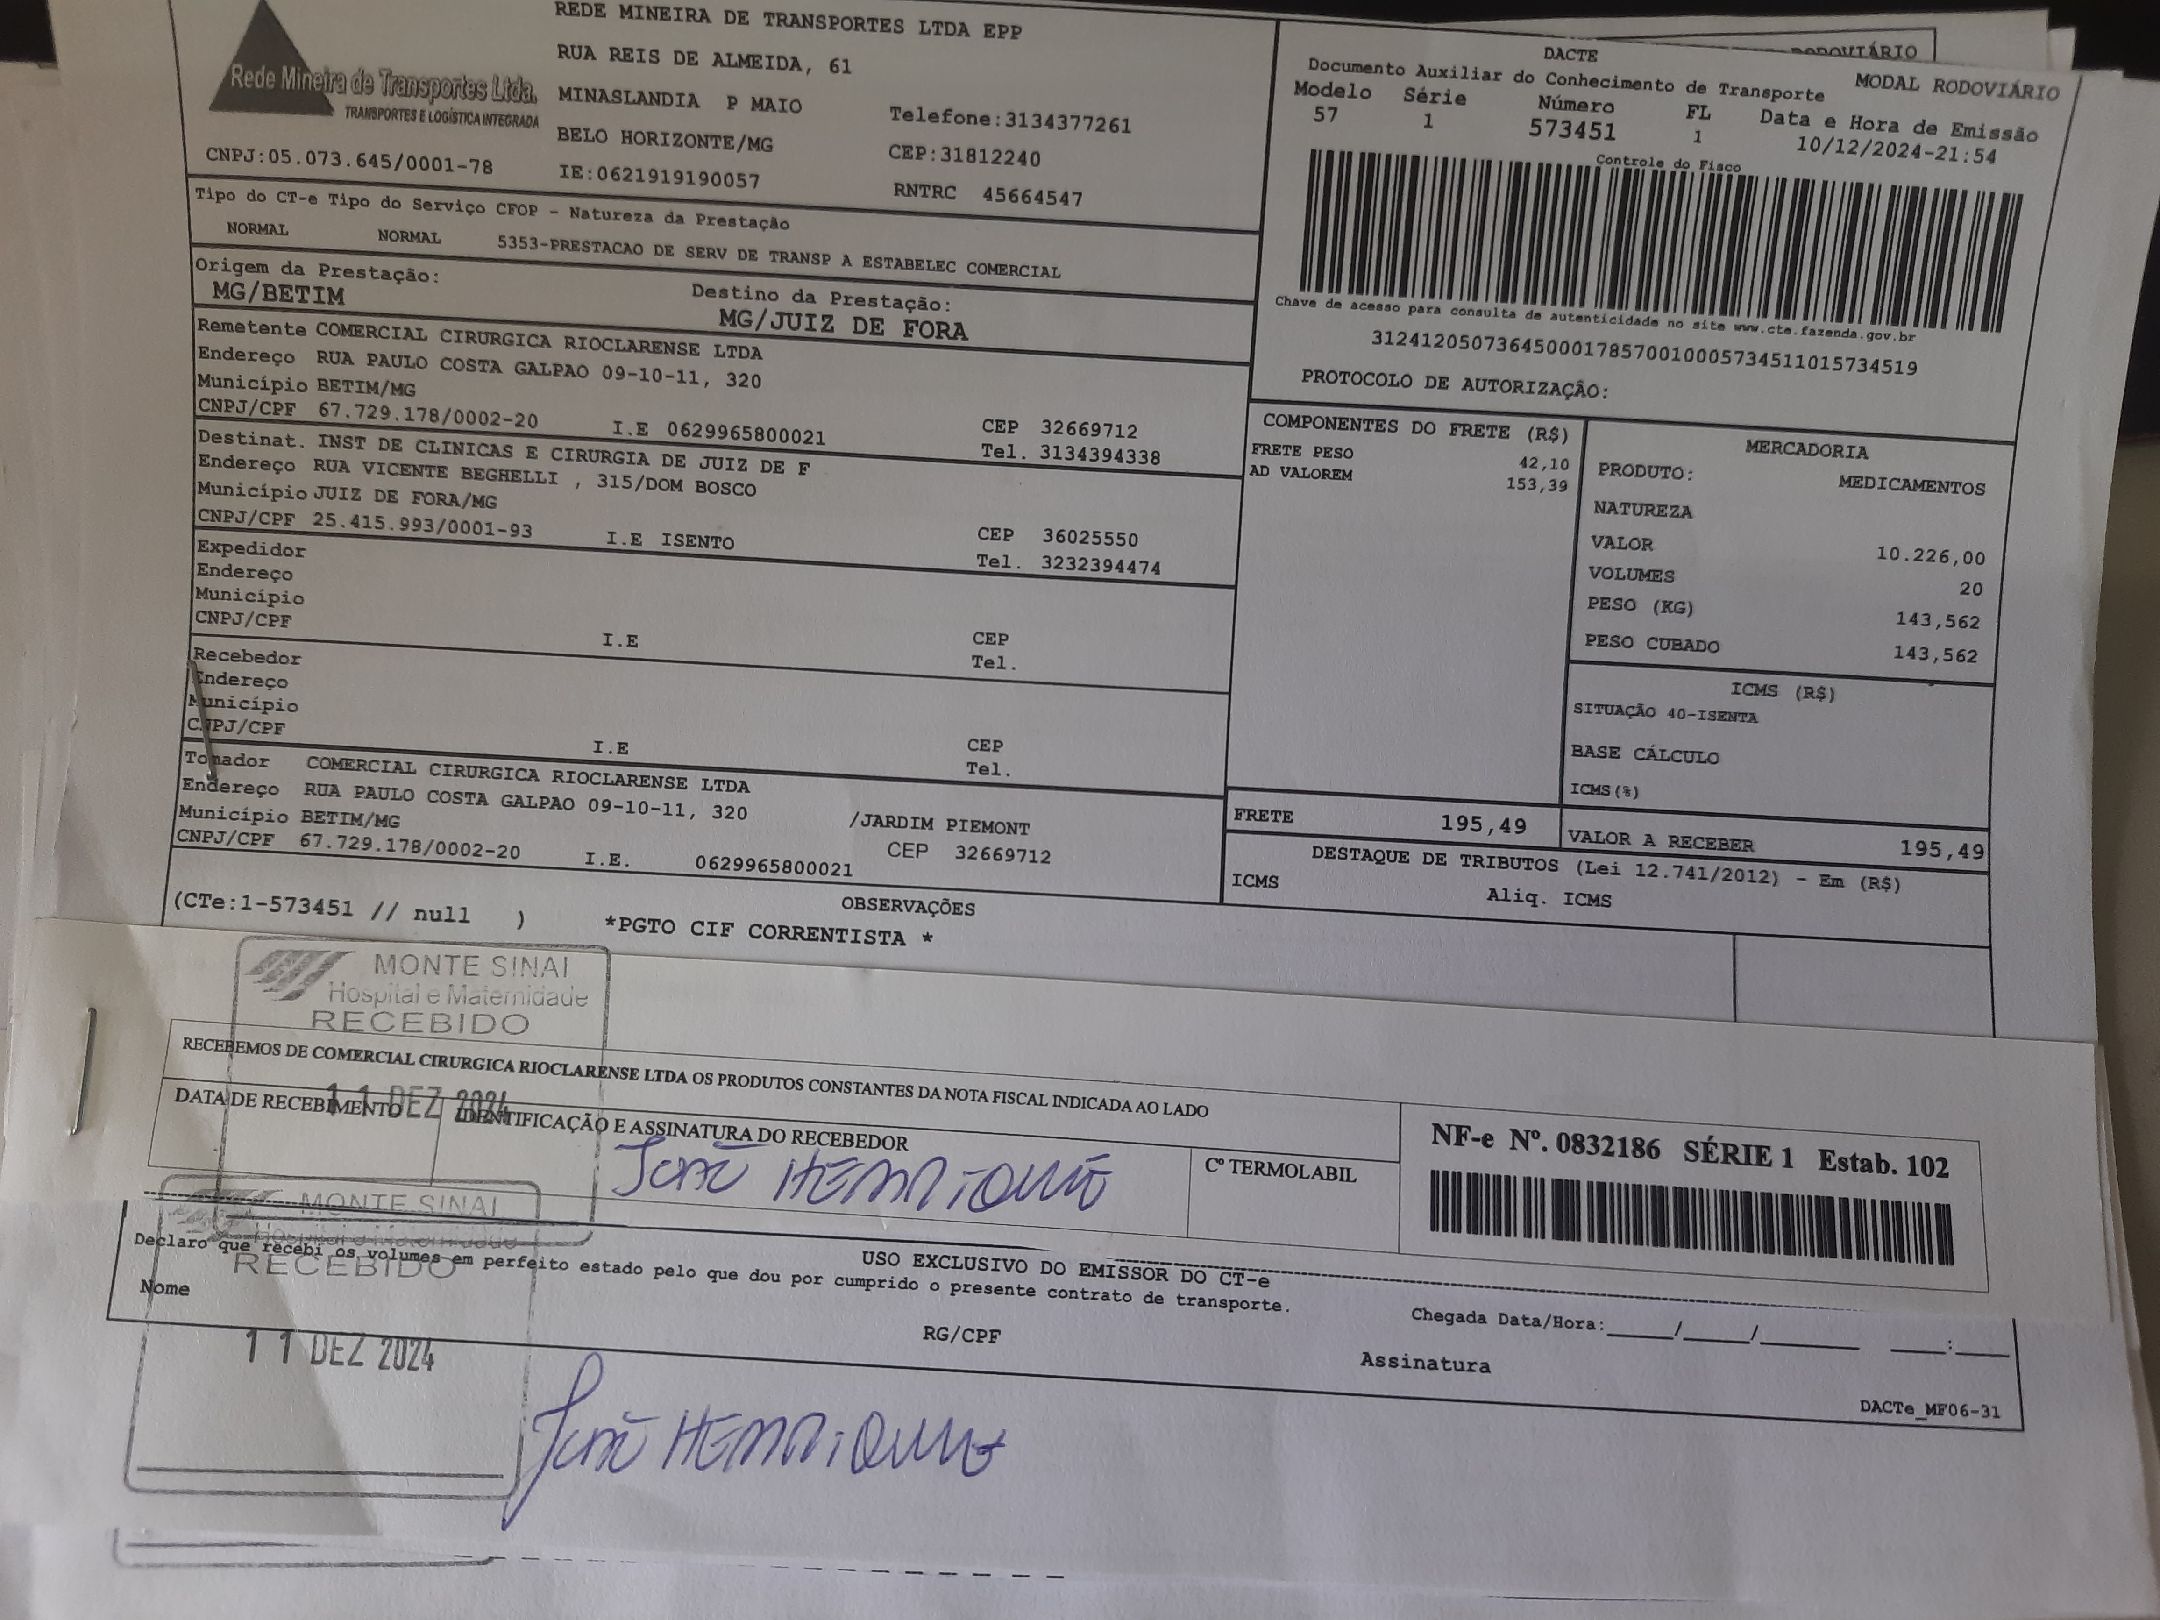 RODOVIÁRIO
Rede Mineira de Transportes Ltda.
TRANSPORTES E LOGÍSTICA INTEGRADA
CNPJ:05.073.645/0001-78
REDE MINEIRA DE TRANSPORTES LTDA EPP
RUA REIS DE ALMEIDA, 61
MINASLANDIA P MAIO
BELO HORIZONTE/MG
IE:0621919190057
Telefone:3134377261
CEP:31812240
RNTRC 45664547
DACTE
Documento Auxiliar do Conhecimento de Transporte
MODAL RODOVIÁRIO
Modelo Série Número FL Data e Hora de Emissão
57 1 573451 1 10/12/2024-21:54
Controle do Fisco
Chave de acesso para consulta de autenticidade no site www.cte.fazenda.gov.br
31241205073645000178570010005734511015734519
PROTOCOLO DE AUTORIZAÇÃO:
Tipo do CT-e Tipo do Serviço CFOP - Natureza da Prestação
NORMAL NORMAL 5353-PRESTACAO DE SERV DE TRANSP A ESTABELEC COMERCIAL
Origem da Prestação: Destino da Prestação:
MG/BETIM MG/JUIZ DE FORA
Remetente COMERCIAL CIRURGICA RIOCLARENSE LTDA
Endereço RUA PAULO COSTA GALPAO 09-10-11, 320
Município BETIM/MG CEP 32669712
CNPJ/CPF 67.729.178/0002-20 I.E 0629965800021 Tel. 3134394338
Destinat. INST DE CLINICAS E CIRURGIA DE JUIZ DE F
Endereço RUA VICENTE BEGHELLI , 315/DOM BOSCO
Município JUIZ DE FORA/MG CEP 36025550
CNPJ/CPF 25.415.993/0001-93 I.E ISENTO Tel. 3232394474
Expedidor
Endereço
Município CEP
CNPJ/CPF I.E Tel.
Recebedor
Endereço
Município CEP
CNPJ/CPF I.E Tel.
Tomador COMERCIAL CIRURGICA RIOCLARENSE LTDA
Endereço RUA PAULO COSTA GALPAO 09-10-11, 320 /JARDIM PIEMONT
Município BETIM/MG CEP 32669712
CNPJ/CPF 67.729.178/0002-20 I.E. 0629965800021
COMPONENTES DO FRETE (R$)
FRETE PESO 42,10
AD VALOREM 153,39
MERCADORIA
PRODUTO: MEDICAMENTOS
NATUREZA
VALOR 10.226,00
VOLUMES 20
PESO (KG) 143,562
PESO CUBADO 143,562
ICMS (R$)
SITUAÇÃO 40-ISENTA
BASE CÁLCULO
ICMS(%)
FRETE 195,49
VALOR A RECEBER 195,49
DESTAQUE DE TRIBUTOS (Lei 12.741/2012) - Em (R$)
ICMS Aliq. ICMS
OBSERVAÇÕES
(CTe:1-573451 // null ) *PGTO CIF CORRENTISTA *
MONTE SINAI
Hospital e Maternidade
RECEBIDO
11 DEZ 2024
RECEBEMOS DE COMERCIAL CIRURGICA RIOCLARENSE LTDA OS PRODUTOS CONSTANTES DA NOTA FISCAL INDICADA AO LADO
DATA DE RECEBIMENTO IDENTIFICAÇÃO E ASSINATURA DO RECEBEDOR
João HENRIQUE
Cº TERMOLABIL
NF-e Nº. 0832186 SÉRIE 1 Estab. 102
MONTE SINAI
Hospital e Maternidade
RECEBIDO
11 DEZ 2024
USO EXCLUSIVO DO EMISSOR DO CT-e
Declaro que recebi os volumes em perfeito estado pelo que dou por cumprido o presente contrato de transporte.
Nome RG/CPF Assinatura
Chegada Data/Hora:_____/_____/_______ ____:____
João HENRIQUE
DACTe_MF06-31